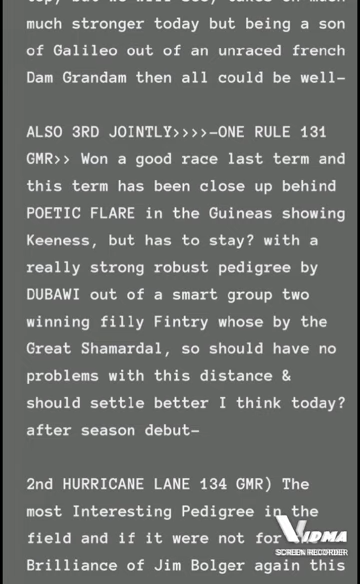 much stronger today but being a son
of Galileo out of an unraced french
Dam Grandam then all could be well-
ALSO 3RD JOINTLY>>>>-ONE RULE 131
GMR>> Won a good race last term and
this term has been close up behind
POETIC FLARE in the Guineas showing
Keeness, but has to stay? with a
really strong robust pedigree by
DUBAWI out of a smart group two
winning filly Fintry whose by the
Great Shamardal, so should have no
problems with this distance &
should settle better I think today?
after season debut-
2nd HURRICANE LANE 134 GMR) The
most Interesting Pedigree in the
field and if it were not for
Brilliance of Jim Bolger again this
VIDMA
SCREEN RECORDER